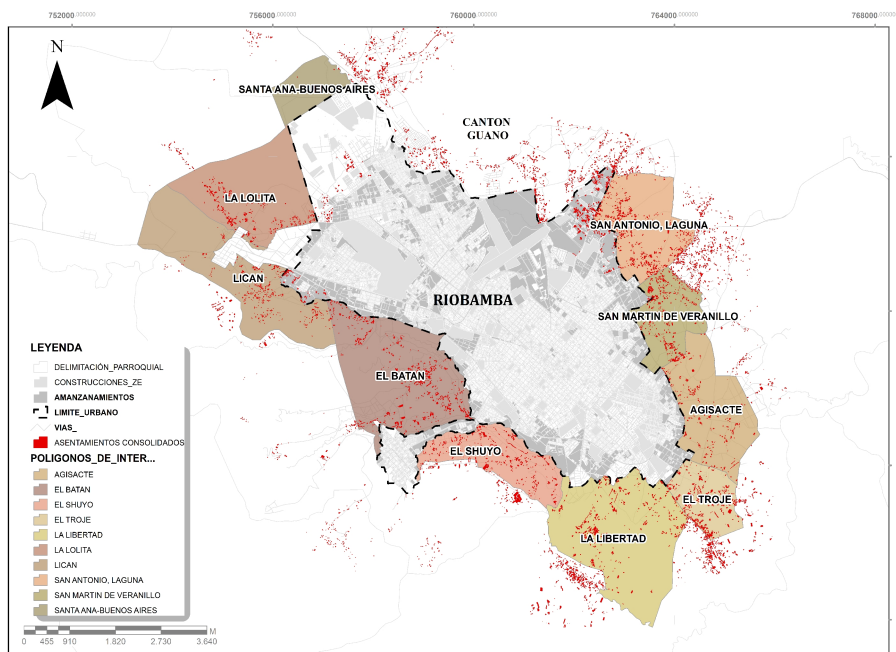 752000,000000 756000,000000 760000,000000 764000,000000 768000,000000
N
SANTA ANA-BUENOS AIRES
CANTON
GUANO
LA LOLITA
SAN ANTONIO, LAGUNA
LICAN
RIOBAMBA
SAN MARTIN DE VERANILLO
EL BATAN
AGISACTE
EL SHUYO
EL TROJE
LA LIBERTAD
LEYENDA
DELIMITACIÓN_PARROQUIAL
CONSTRUCCIONES_ZE
AMANZANAMIENTOS
LIMITE_URBANO
VIAS_
ASENTAMIENTOS CONSOLIDADOS
POLIGONOS_DE_INTER...
AGISACTE
EL BATAN
EL SHUYO
EL TROJE
LA LIBERTAD
LA LOLITA
LICAN
SAN ANTONIO, LAGUNA
SAN MARTIN DE VERANILLO
SANTA ANA-BUENOS AIRES
M
0 455 910 1.820 2.730 3.640